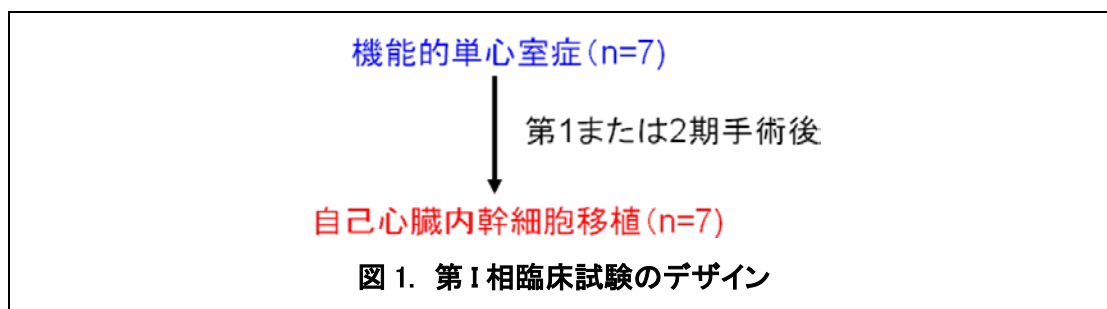 機能的単心室症(n=7)
第1または2期手術後
自己心臓内幹細胞移植(n=7)
図 1. 第 I 相臨床試験のデザイン